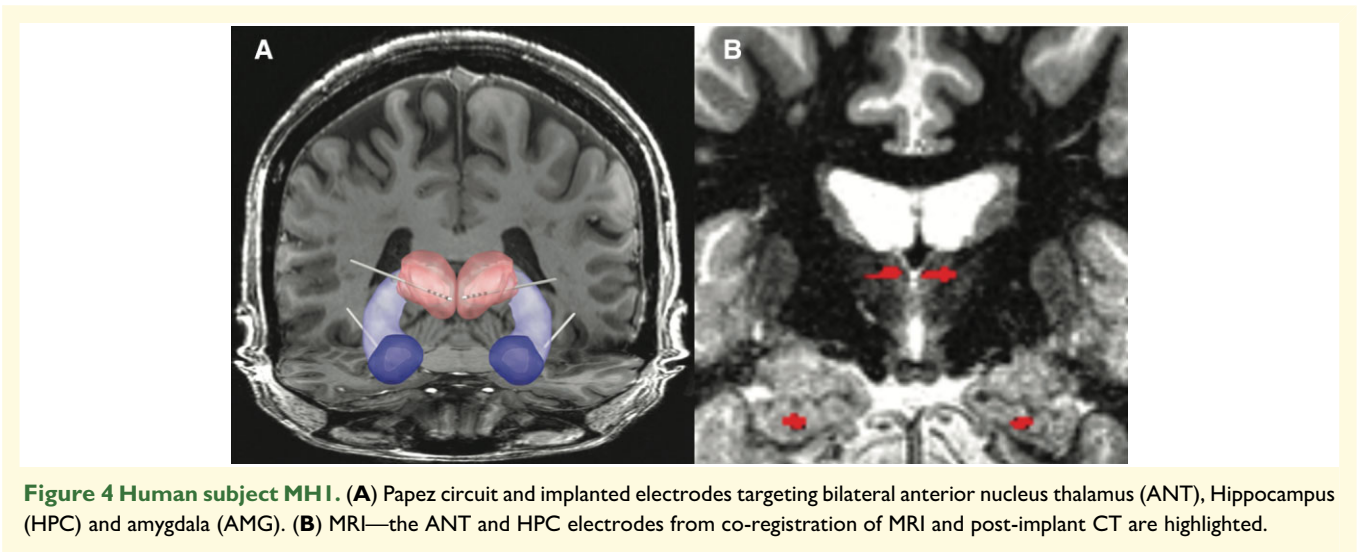 A
B
Figure 4 Human subject MH1. (A) Papez circuit and implanted electrodes targeting bilateral anterior nucleus thalamus (ANT), Hippocampus
(HPC) and amygdala (AMG). (B) MRI—the ANT and HPC electrodes from co-registration of MRI and post-implant CT are highlighted.